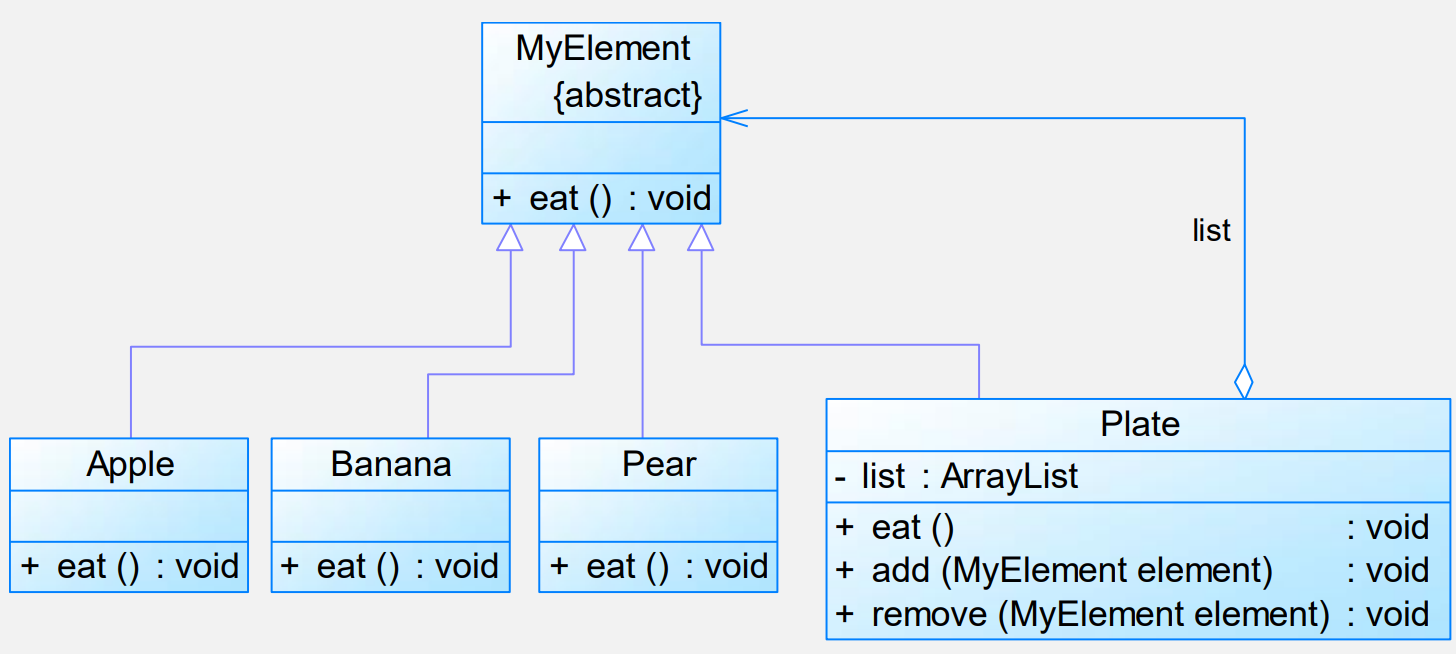 MyElement
{abstract}
+ eat () : void
list
Apple
+ eat () : void
Banana
+ eat () : void
Pear
+ eat () : void
Plate
- list : ArrayList
+ eat () : void
+ add (MyElement element) : void
+ remove (MyElement element) : void